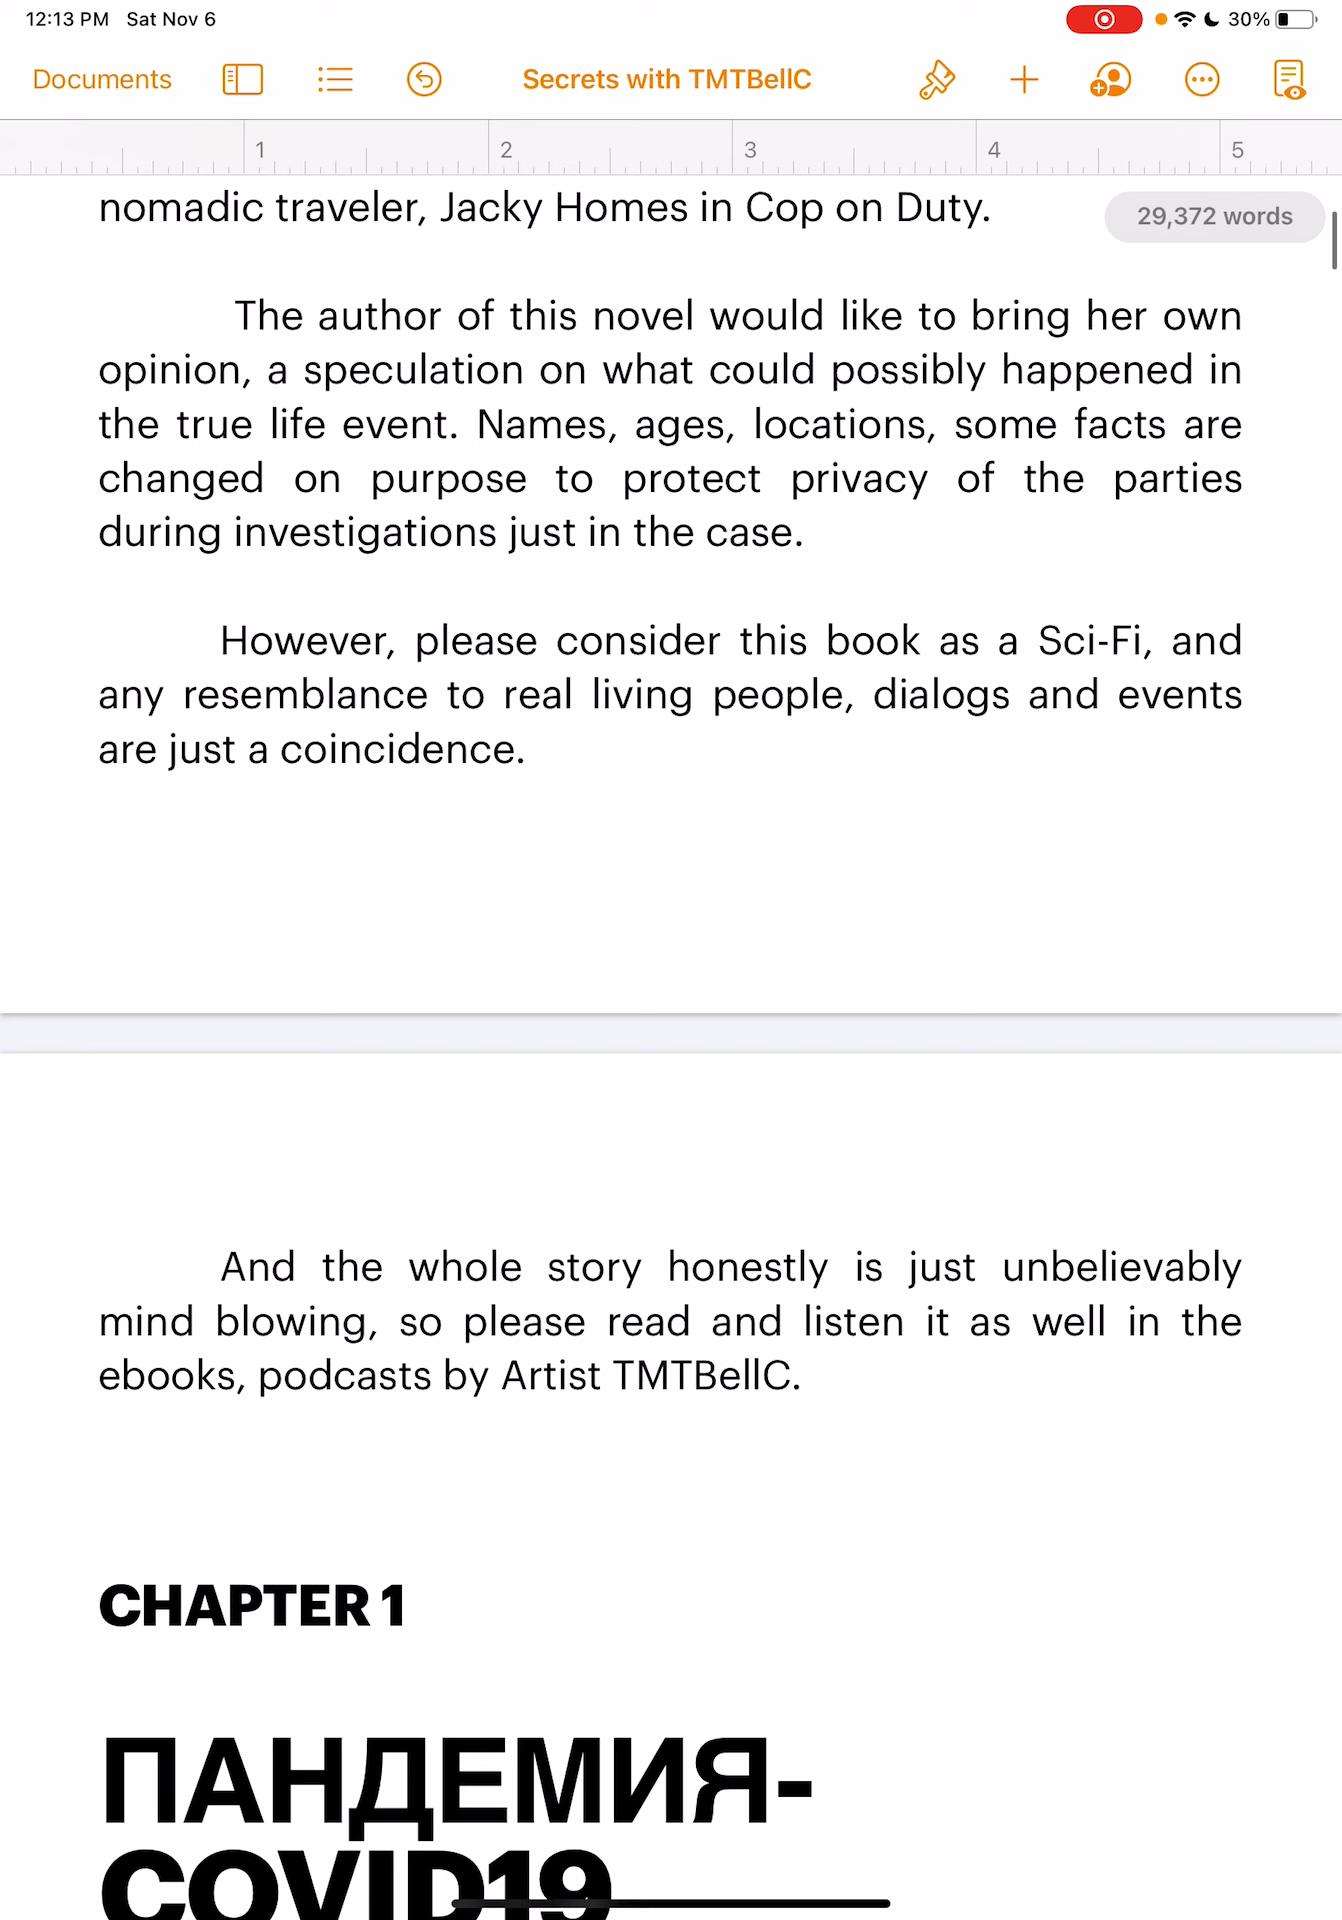 12:13 PM Sat Nov 6
30%
Documents
Secrets with TMTBellC
1 2 3 4 5
29,372 words
nomadic traveler, Jacky Homes in Cop on Duty.
The author of this novel would like to bring her own
opinion, a speculation on what could possibly happened in
the true life event. Names, ages, locations, some facts are
changed on purpose to protect privacy of the parties
during investigations just in the case.
However, please consider this book as a Sci-Fi, and
any resemblance to real living people, dialogs and events
are just a coincidence.
And the whole story honestly is just unbelievably
mind blowing, so please read and listen it as well in the
ebooks, podcasts by Artist TMTBellC.
CHAPTER 1
ПАНДЕМИЯ-
COVID19